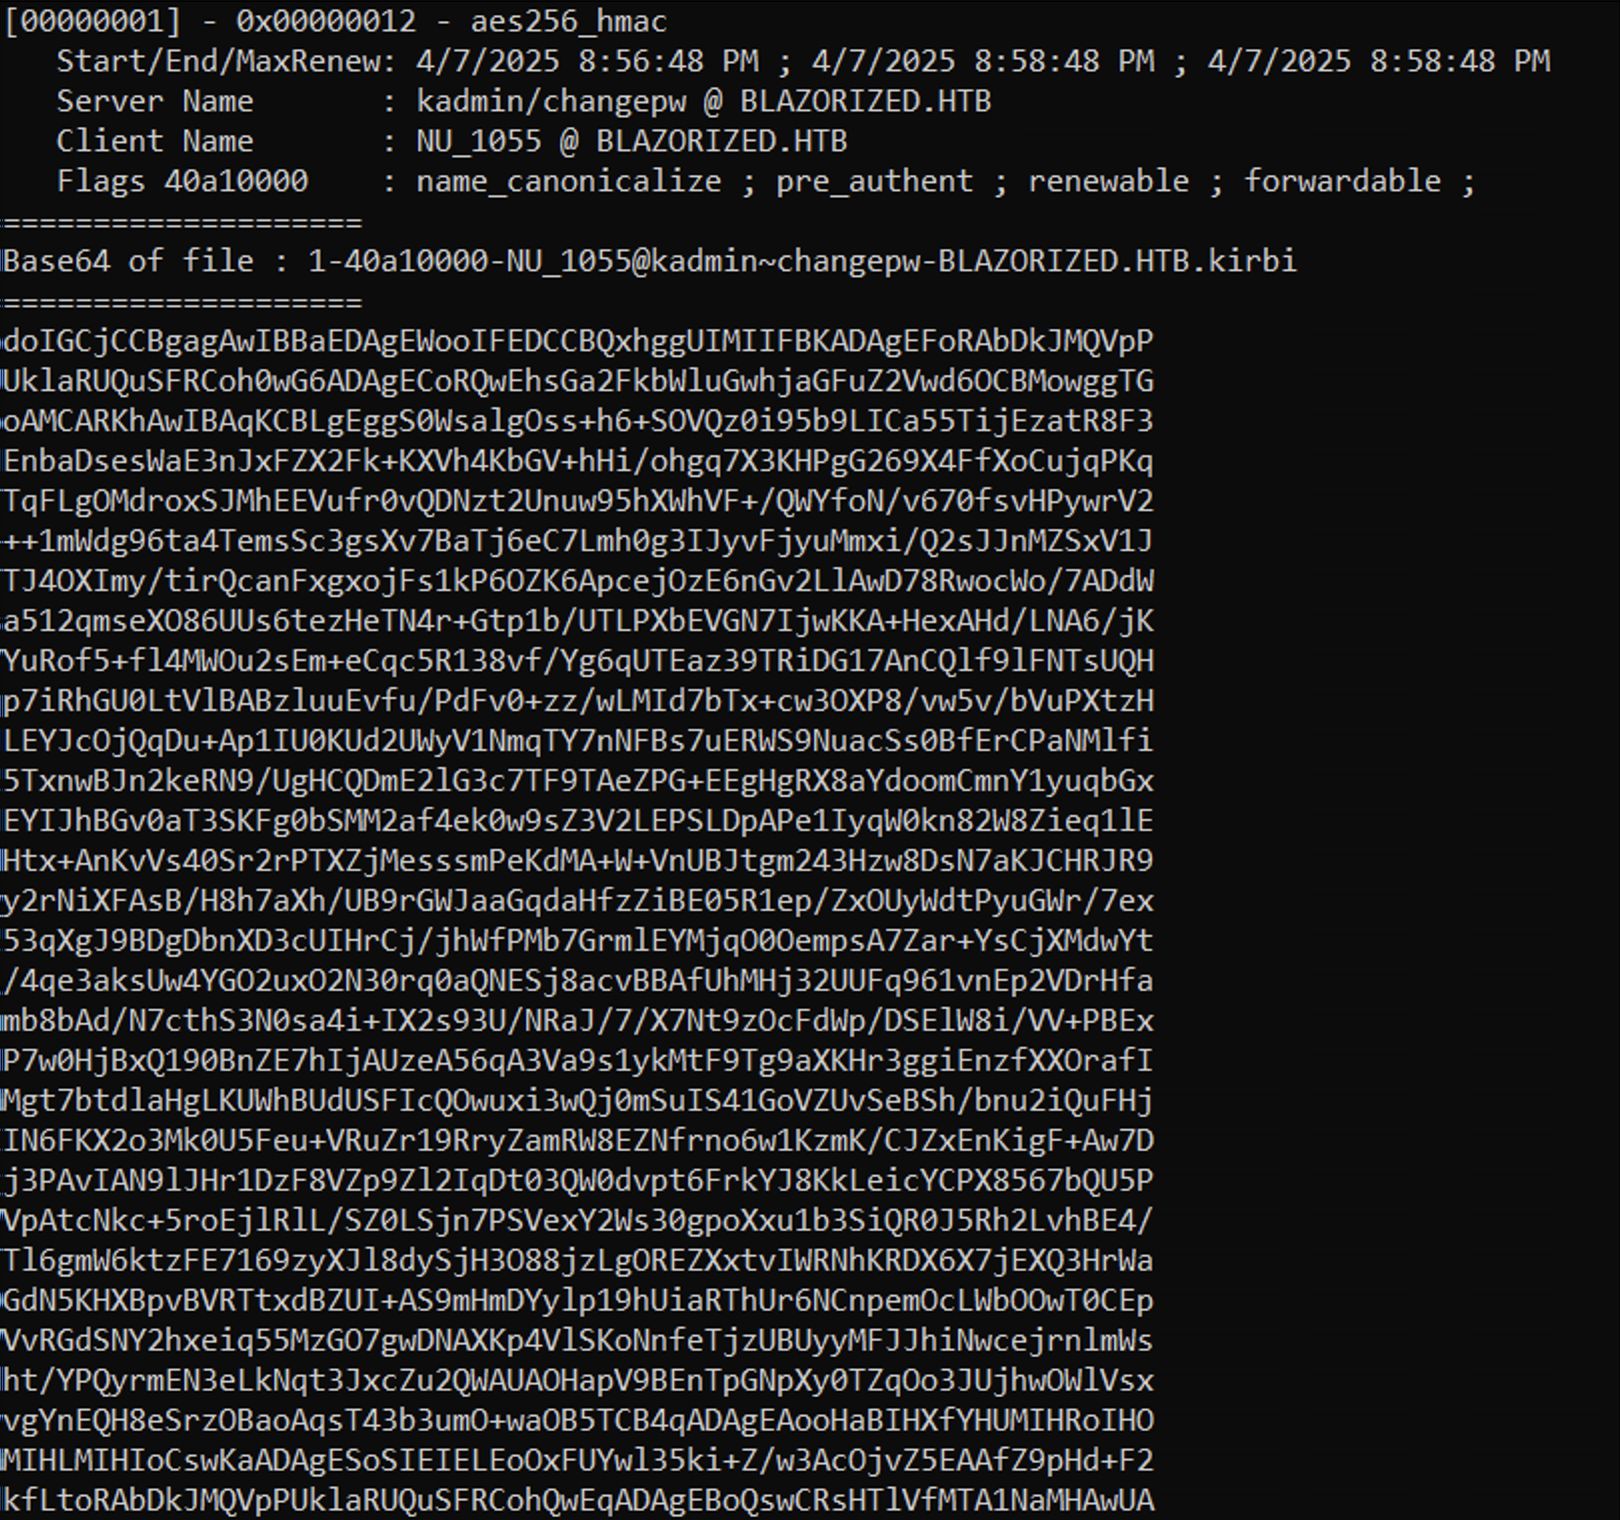 [00000001] - 0x00000012 - aes256_hmac
Start/End/MaxRenew: 4/7/2025 8:56:48 PM ; 4/7/2025 8:58:48 PM ; 4/7/2025 8:58:48 PM
Server Name : kadmin/changepw @ BLAZORIZED.HTB
Client Name : NU_1055 @ BLAZORIZED.HTB
Flags 40a10000 : name_canonicalize ; pre_authent ; renewable ; forwardable ;
====================
Base64 of file : 1-40a10000-NU_1055@kadmin~changepw-BLAZORIZED.HTB.kirbi
====================
doIGCjCCBgagAwIBBaEDAgEWooIFEDCCBQxhggUIMIIFBKADAgEFoRAbDkJMQVpP
UklaRUQuSFRCoh0wG6ADAgECoRQwEhsGa2FkbWluGwhjaGFuZ2Vwd6OCBMowggTG
oAMCARKhAwIBAqKCBLgEggS0WsalgOss+h6+SOVQz0i95b9LICa55TijEzatR8F3
EnbaDsesWaE3nJxFZX2Fk+KXVh4KbGV+hHi/ohgq7X3KHPgG269X4FfXoCujqPKq
TqFLgOMdroxSJMhEEVufr0vQDNzt2Unuw95hXWhVF+/QWYfoN/v670fsvHPywrV2
++1mWdg96ta4TemsSc3gsXv7BaTj6eC7Lmh0g3IJyvFjyuMmxi/Q2sJJnMZSxV1J
TJ4OXImy/tirQcanFxgxojFs1kP6OZK6ApcejOzE6nGv2LlAwD78RwocWo/7ADdW
a512qmseXO86UUs6tezHeTN4r+Gtp1b/UTLPXbEVGN7IjwKKA+HexAHd/LNA6/jK
YuRof5+fl4MWOu2sEm+eCqc5R138vf/Yg6qUTEaz39TRiDG17AnCQlf9lFNTsUQH
p7iRhGU0LtVlBABzluuEvfu/PdFv0+zz/wLMId7bTx+cw3OXP8/vw5v/bVuPXtzH
LEYJcOjQqDu+Ap1IU0KUd2UWyV1NmqTY7nNFBs7uERWS9NuacSs0BfErCPaNMlfi
5TxnwBJn2keRN9/UgHCQDmE2lG3c7TF9TAeZPG+EEgHgRX8aYdoomCmnY1yuqbGx
EYIJhBGv0aT3SKFg0bSMM2af4ek0w9sZ3V2LEPSLDpAPe1IyqW0kn82W8Zieq1lE
Htx+AnKvVs40Sr2rPTXZjMesssmPeKdMA+W+VnUBJtgm243Hzw8DsN7aKJCHRJR9
y2rNiXFAsB/H8h7aXh/UB9rGWJaaGqdaHfzZiBE05R1ep/ZxOUyWdtPyuGWr/7ex
53qXgJ9BDgDbnXD3cUIHrCj/jhWfPMb7GrmlEYMjqO0OempsA7Zar+YsCjXMdwYt
/4qe3aksUw4YGO2uxO2N30rq0aQNESj8acvBBAfUhMHj32UUFq961vnEp2VDrHfa
mb8bAd/N7cthS3N0sa4i+IX2s93U/NRaJ/7/X7Nt9zOcFdWp/DSElW8i/VV+PBEx
P7w0HjBxQ190BnZE7hIjAUzeA56qA3Va9s1ykMtF9Tg9aXKHr3ggiEnzfXXOrafI
Mgt7btdlaHgLKUWhBUdUSFIcQOwuxi3wQj0mSuIS41GoVZUvSeBSh/bnu2iQuFHj
IN6FKX2o3Mk0U5Feu+VRuZr19RryZamRW8EZNfrno6w1KzmK/CJZxEnKigF+Aw7D
j3PAvIAN9lJHr1DzF8VZp9Zl2IqDt03QW0dvpt6FrkYJ8KkLeicYCPX8567bQU5P
VpAtcNkc+5roEjlRlL/SZ0LSjn7PSVexY2Ws30gpoXxu1b3SiQR0J5Rh2LvhBE4/
Tl6gmW6ktzFE7169zyXJl8dySjH3O88jzLgOREZXxtvIWRNhKRDX6X7jEXQ3HrWa
GdN5KHXBpvBVRTtxdBZUI+AS9mHmDYylp19hUiaRThUr6NCnpemOcLWbOOwT0CEp
VvRGdSNY2hxeiq55MzGO7gwDNAXKp4VlSKoNnfeTjzUBUyyMFJJhiNwcejrnlmWs
ht/YPQyrmEN3eLkNqt3JxcZu2QWAUAOHapV9BEnTpGNpXy0TZqOo3JUjhwOWlVsx
vgYnEQH8eSrzOBaoAqsT43b3umO+waOB5TCB4qADAgEAooHaBIHXfYHUMIHRoIHO
MIHLMIHIoCswKaADAgESoSIEIELEoOxFUYwl35ki+Z/w3AcOjvZ5EAAfZ9pHd+F2
kfLtoRAbDkJMQVpPUklaRUQuSFRCohQwEqADAgEBoQswCRsHTlVfMTA1NaMHAwUA